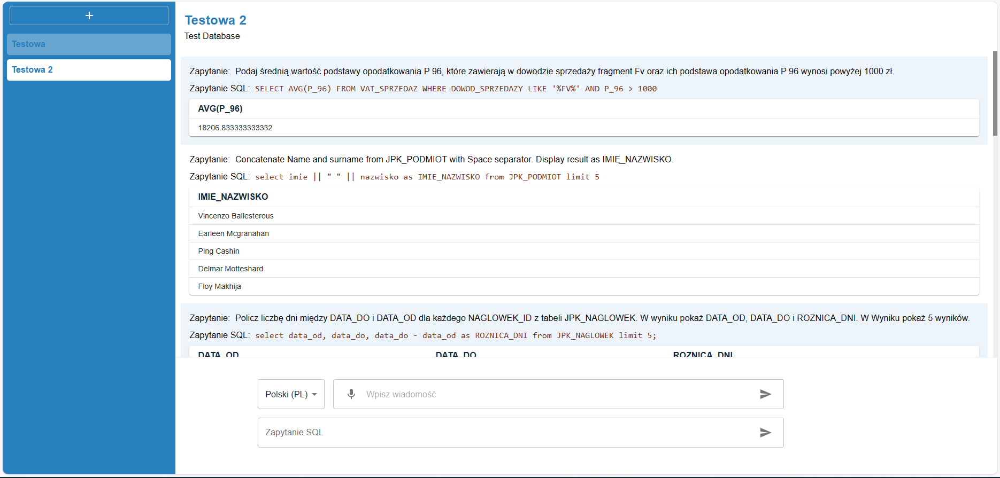 +
Testowa
Testowa 2
Testowa 2
Test Database
Zapytanie: Podaj średnią wartość podstawy opodatkowania P 96, które zawierają w dowodzie sprzedaży fragment Fv oraz ich podstawa opodatkowania P 96 wynosi powyżej 1000 zł.
Zapytanie SQL: SELECT AVG(P_96) FROM VAT_SPRZEDAZ WHERE DOWOD_SPRZEDAZY LIKE '%FV%' AND P_96 > 1000
AVG(P_96)
18206.833333333332
Zapytanie: Concatenate Name and surname from JPK_PODMIOT with Space separator. Display result as IMIĘ_NAZWISKO.
Zapytanie SQL: select imie || " " || nazwisko as IMIE_NAZWISKO from JPK_PODMIOT limit 5
IMIE_NAZWISKO
Vincenzo Ballesterous
Earleen Mcgranahan
Ping Cashin
Delmar Motteshard
Floy Makhija
Zapytanie: Policz liczbę dni między DATA_DO i DATA_OD dla każdego NAGLOWEK_ID z tabeli JPK_NAGLOWEK. W wyniku pokaż DATA_OD, DATA_DO i ROZNICA_DNI. W Wyniku pokaż 5 wyników.
Zapytanie SQL: select data_od, data_do, data_do - data_od as ROZNICA_DNI from JPK_NAGLOWEK limit 5;
DATA_OD DATA_DO ROZNICA_DNI
Polski (PL) Wpisz wiadomość
Zapytanie SQL